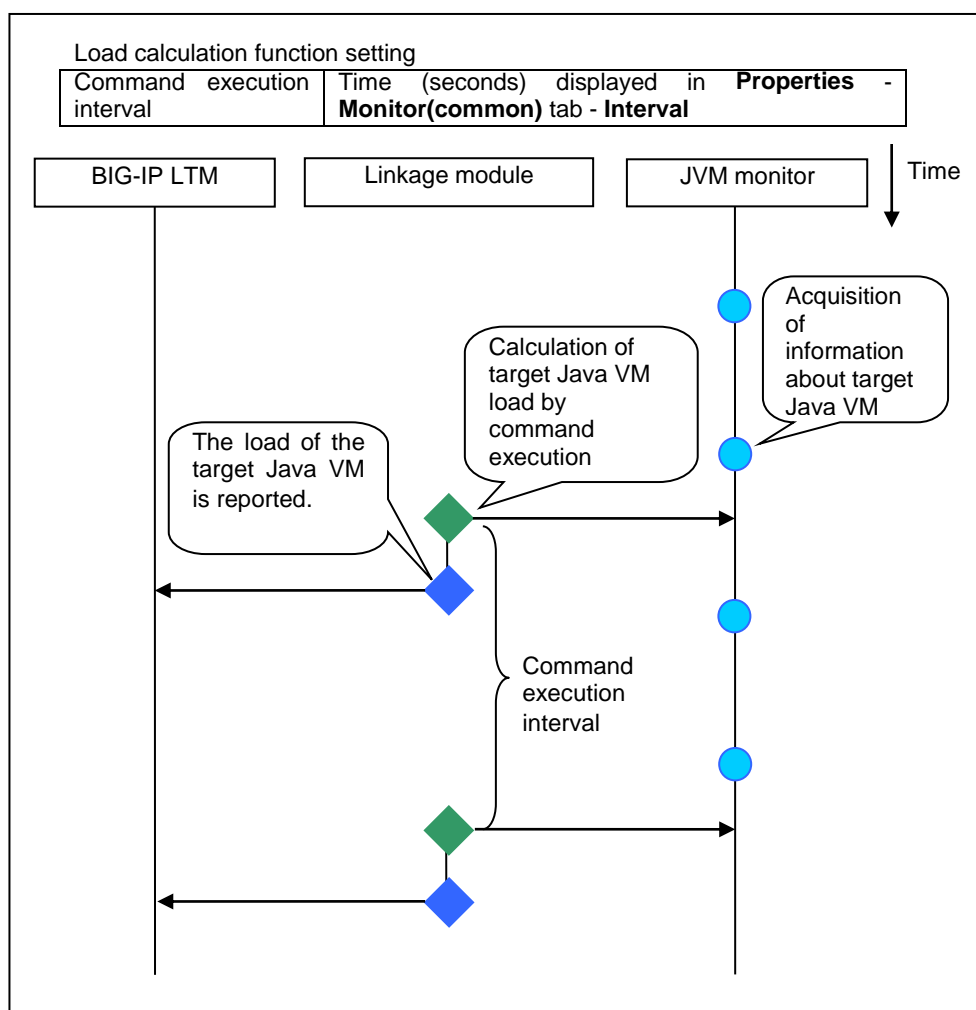 Load calculation function setting
Command execution
interval
Time (seconds) displayed in Properties -
Monitor(common) tab - Interval
BIG-IP LTM
Linkage module
JVM monitor
Time
Acquisition
of
information
about target
Java VM
Calculation of
target Java VM
load by
command
execution
The load of the
target Java VM
is reported.
Command
execution
interval